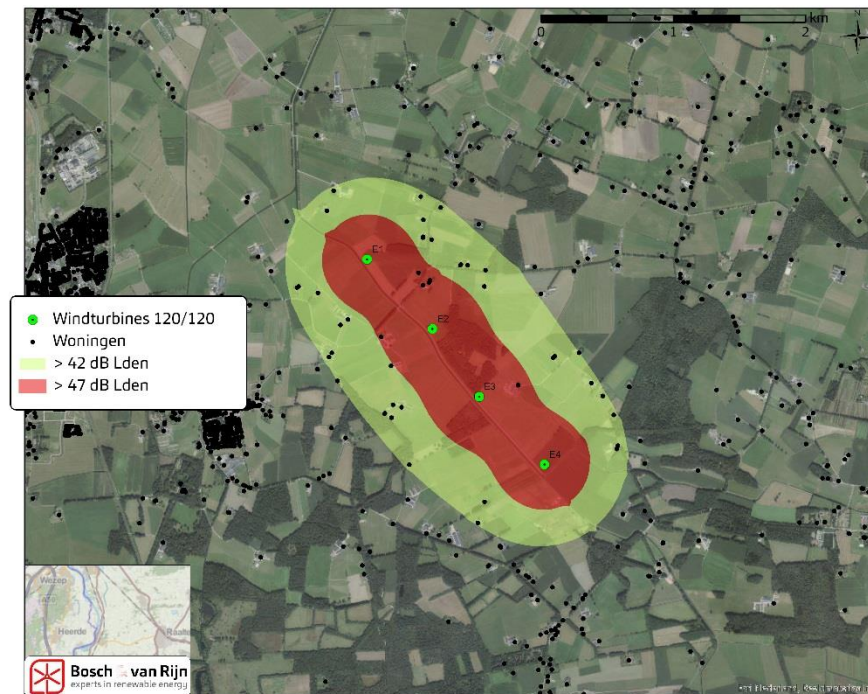 N
km
0 1 2
E1
E2
E3
E4
Windturbines 120/120
Woningen
> 42 dB Lden
> 47 dB Lden
Wezep
Heerde
Raalte
Bosch & van Rijn
experts in renewable energy